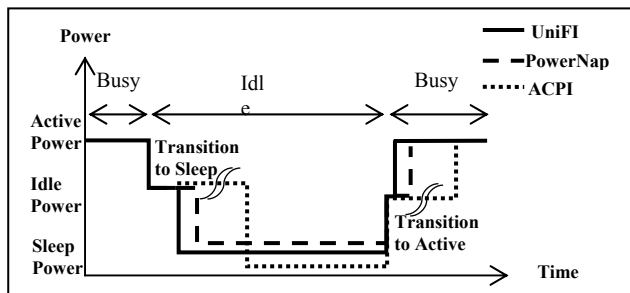 Power
UniFI
PowerNap
ACPI
Busy
Idl
e
Busy
Active
Power
Transition
to Sleep
Idle
Power
Transition
to Active
Sleep
Power
Time